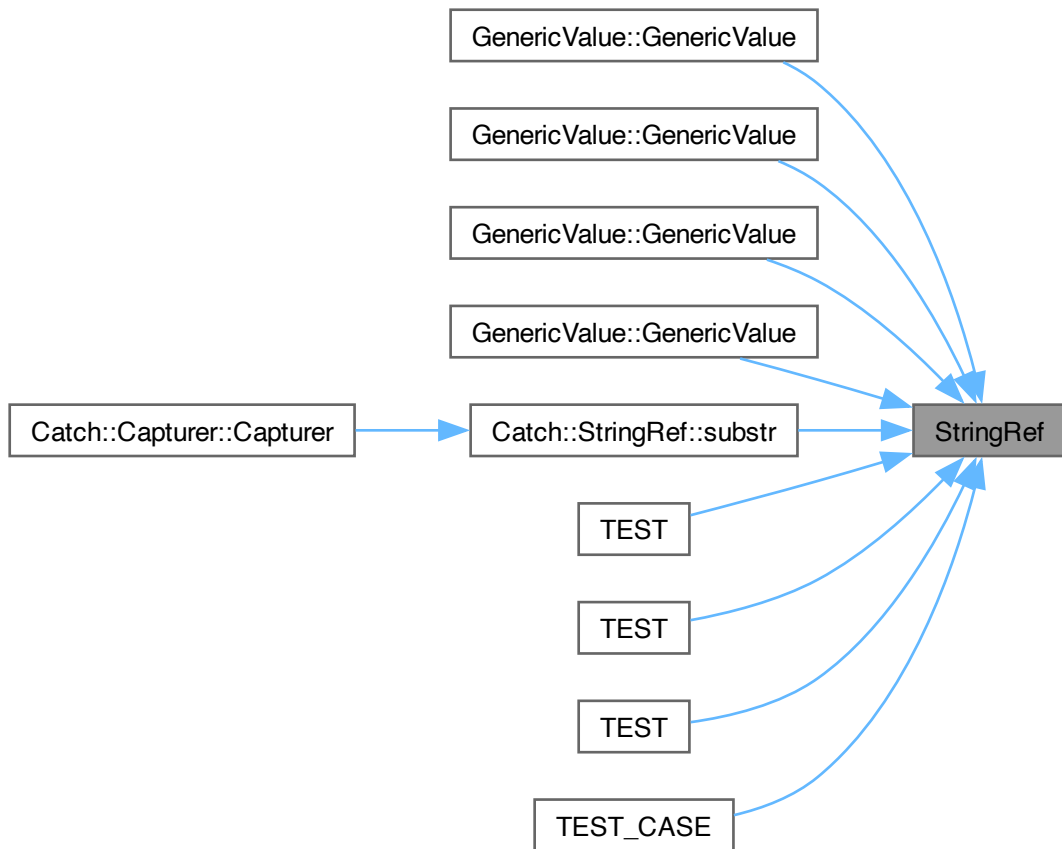 GenericValue::GenericValue
GenericValue::GenericValue
GenericValue::GenericValue
GenericValue::GenericValue
Catch::Capturer::Capturer
Catch::StringRef::substr
StringRef
TEST
TEST
TEST
TEST_CASE